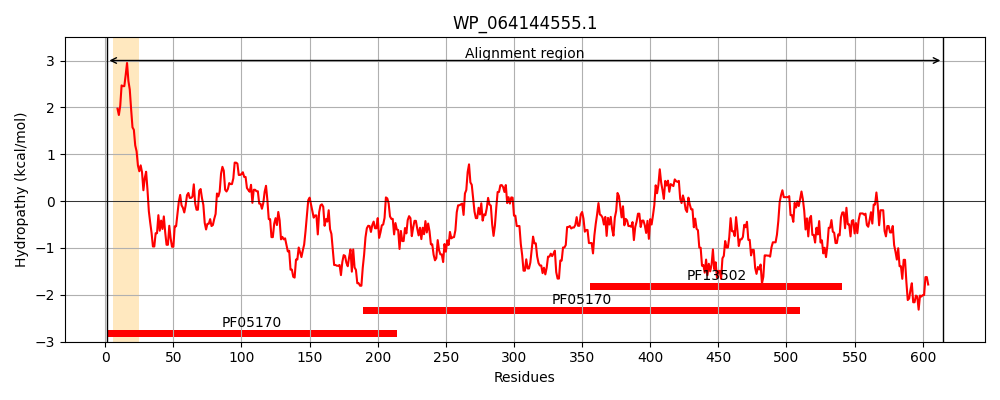 WP_064144555.1
Alignment region
3
2
1
0
−1
−2
−3
Hydropathy (kcal/mol)
PF13502
PF05170
PF05170
0
50
100
150
200
250
300
350
400
450
500
550
600
Residues